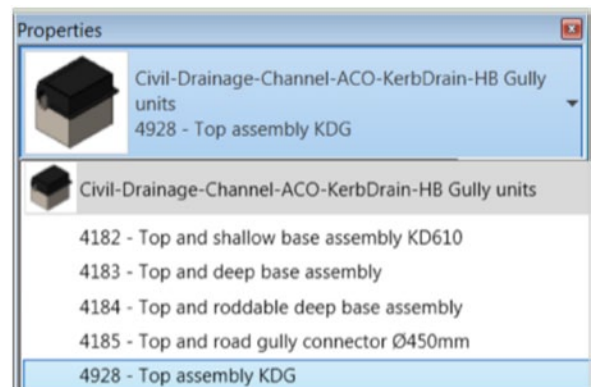 Properties
Civil-Drainage-Channel-ACO-KerbDrain-HB Gully
units
4928 - Top assembly KDG
Civil-Drainage-Channel-ACO-KerbDrain-HB Gully units
4182 - Top and shallow base assembly KD610
4183 - Top and deep base assembly
4184 - Top and roddable deep base assembly
4185 - Top and road gully connector Ø450mm
4928 - Top assembly KDG